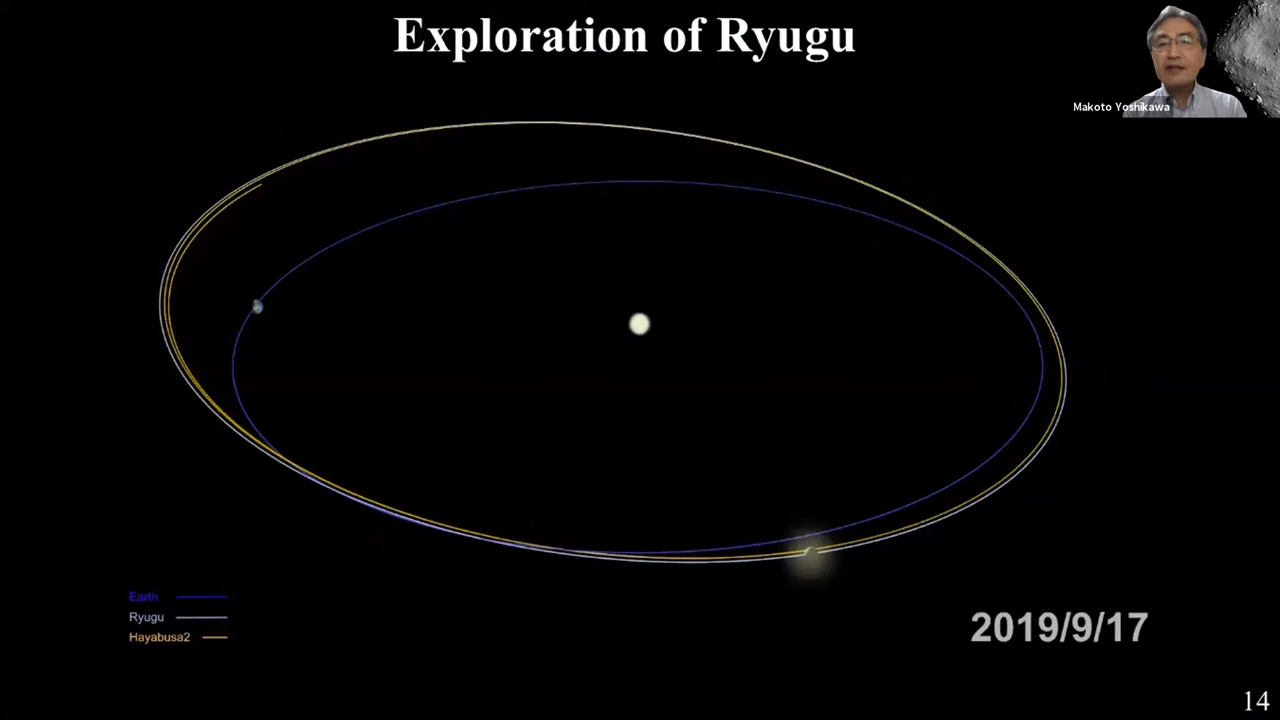 Exploration of Ryugu
Makoto Yoshikawa
Earth
Ryugu
Hayabusa2
2019/9/17
14